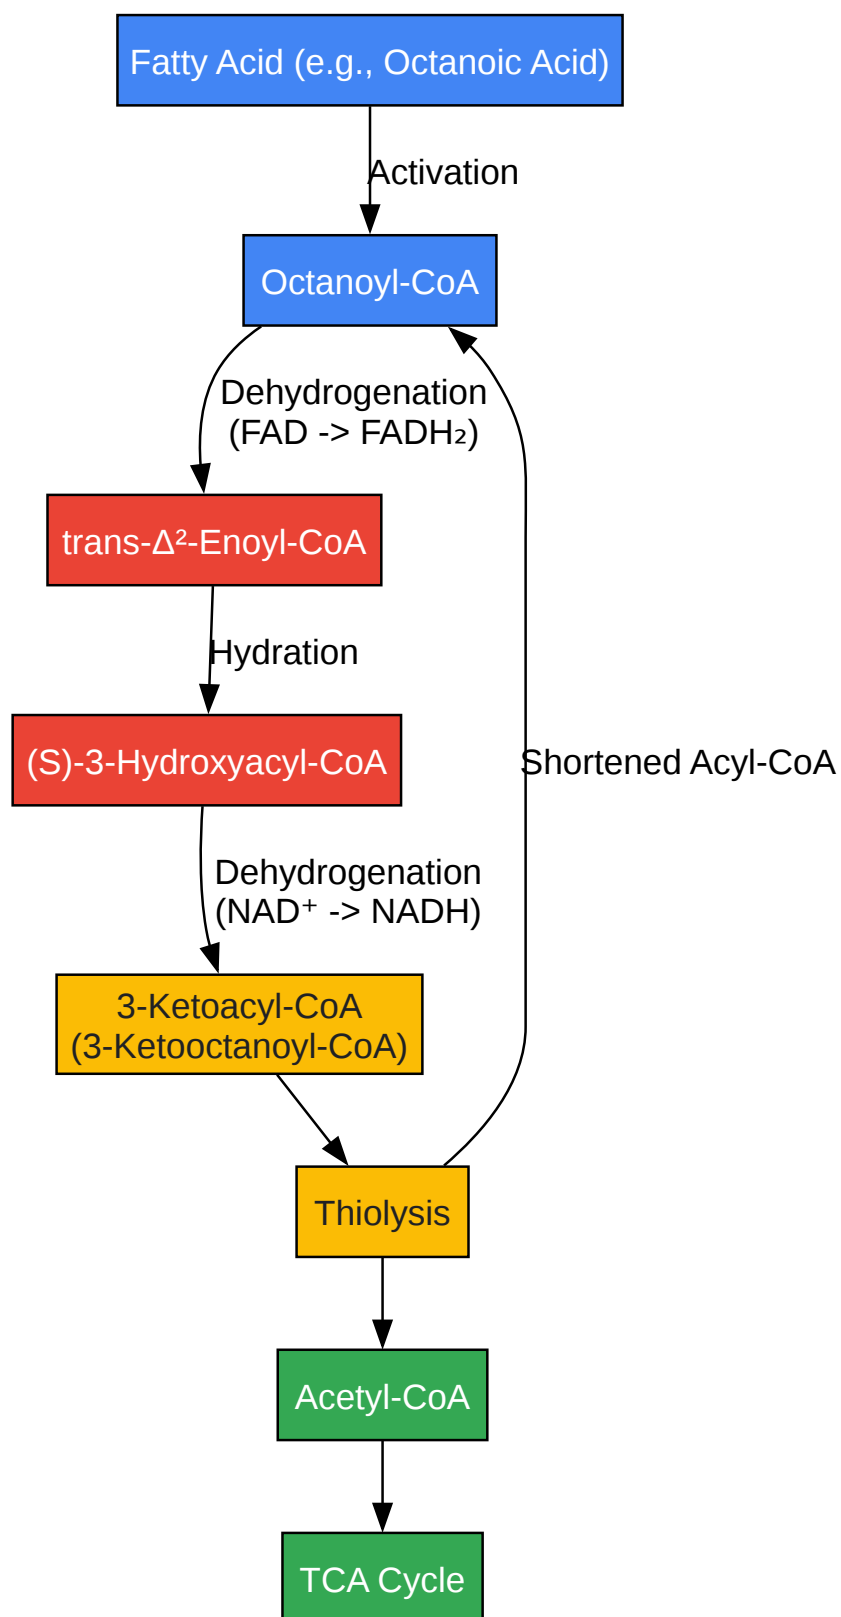 Fatty Acid (e.g., Octanoic Acid)
Activation
Octanoyl-CoA
Dehydrogenation
(FAD -> FADH₂)
trans-Δ²-Enoyl-CoA
Hydration
(S)-3-Hydroxyacyl-CoA
Shortened Acyl-CoA
Dehydrogenation
(NAD⁺ -> NADH)
3-Ketoacyl-CoA
(3-Ketooctanoyl-CoA)
Thiolysis
Acetyl-CoA
TCA Cycle